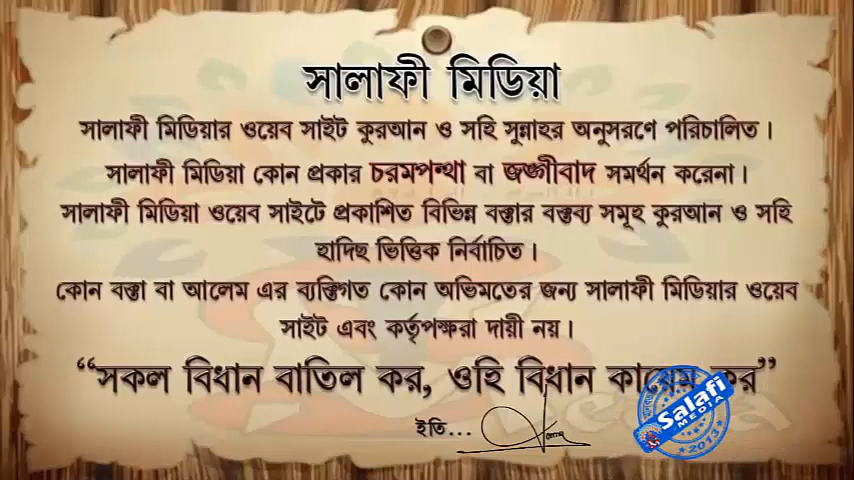 সালাফী মিডিয়া
সালাফী মিডিয়ার ওয়েব সাইট কুরআন ও সহি সুন্নাহর অনুসরণে পরিচালিত।
সালাফী মিডিয়া কোন প্রকার চরমপন্থা বা জঙ্গীবাদ সমর্থন করেনা।
সালাফী মিডিয়া ওয়েব সাইটে প্রকাশিত বিভিন্ন বক্তার বক্তব্য সমূহ কুরআন ও সহি
হাদিছ ভিত্তিক নির্বাচিত।
কোন বক্তা বা আলেম এর ব্যক্তিগত কোন অভিমতের জন্য সালাফী মিডিয়ার ওয়েব
সাইট এবং কর্তৃপক্ষরা দায়ী নয়।
“সকল বিধান বাতিল কর, ওহি বিধান কায়েম কর”
ইতি...
Salafi
MEDIA
2013